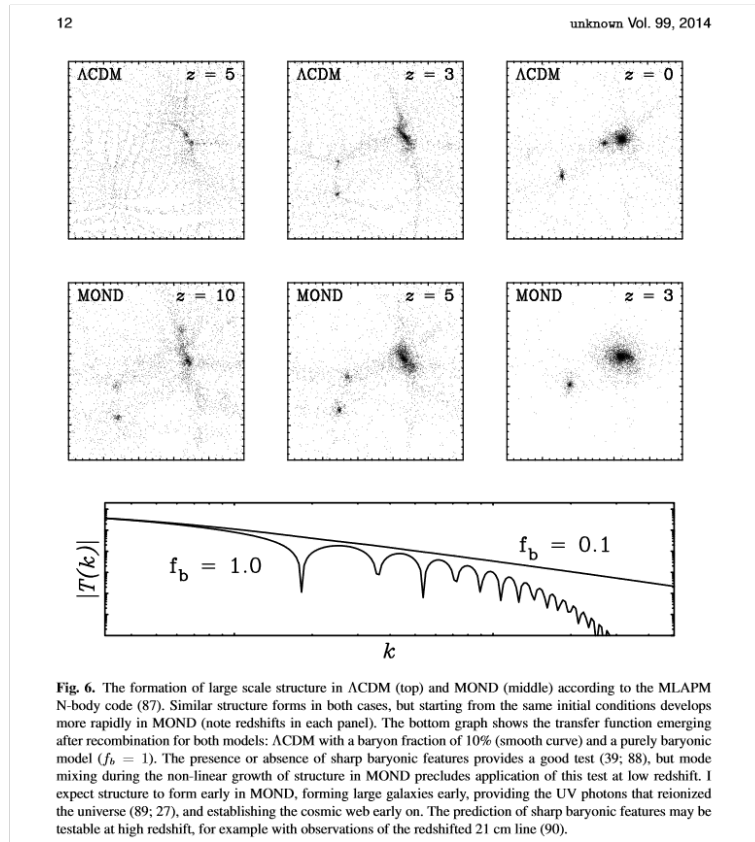 12
unknown Vol. 99, 2014
ΛCDM z = 5
ΛCDM z = 3
ΛCDM z = 0
MOND z = 10
MOND z = 5
MOND z = 3
|T(k)|
f_b = 1.0
f_b = 0.1
k
Fig. 6. The formation of large scale structure in ΛCDM (top) and MOND (middle) according to the MLAPM
N-body code (87). Similar structure forms in both cases, but starting from the same initial conditions develops
more rapidly in MOND (note redshifts in each panel). The bottom graph shows the transfer function emerging
after recombination for both models: ΛCDM with a baryon fraction of 10% (smooth curve) and a purely baryonic
model (f_b = 1). The presence or absence of sharp baryonic features provides a good test (39; 88), but mode
mixing during the non-linear growth of structure in MOND precludes application of this test at low redshift. I
expect structure to form early in MOND, forming large galaxies early, providing the UV photons that reionized
the universe (89; 27), and establishing the cosmic web early on. The prediction of sharp baryonic features may be
testable at high redshift, for example with observations of the redshifted 21 cm line (90).